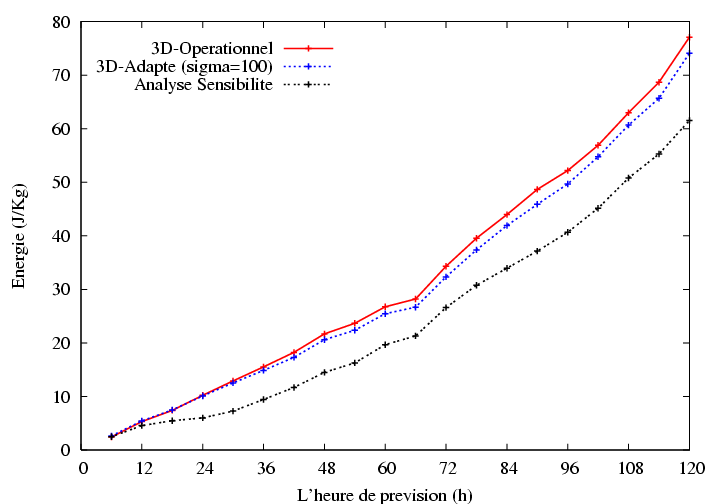 80
70
60
50
40
30
20
10
0
Energie (J/Kg)
3D-Operationnel
3D-Adapte (sigma=100)
Analyse Sensibilite
0 12 24 36 48 60 72 84 96 108 120
L'heure de prevision (h)